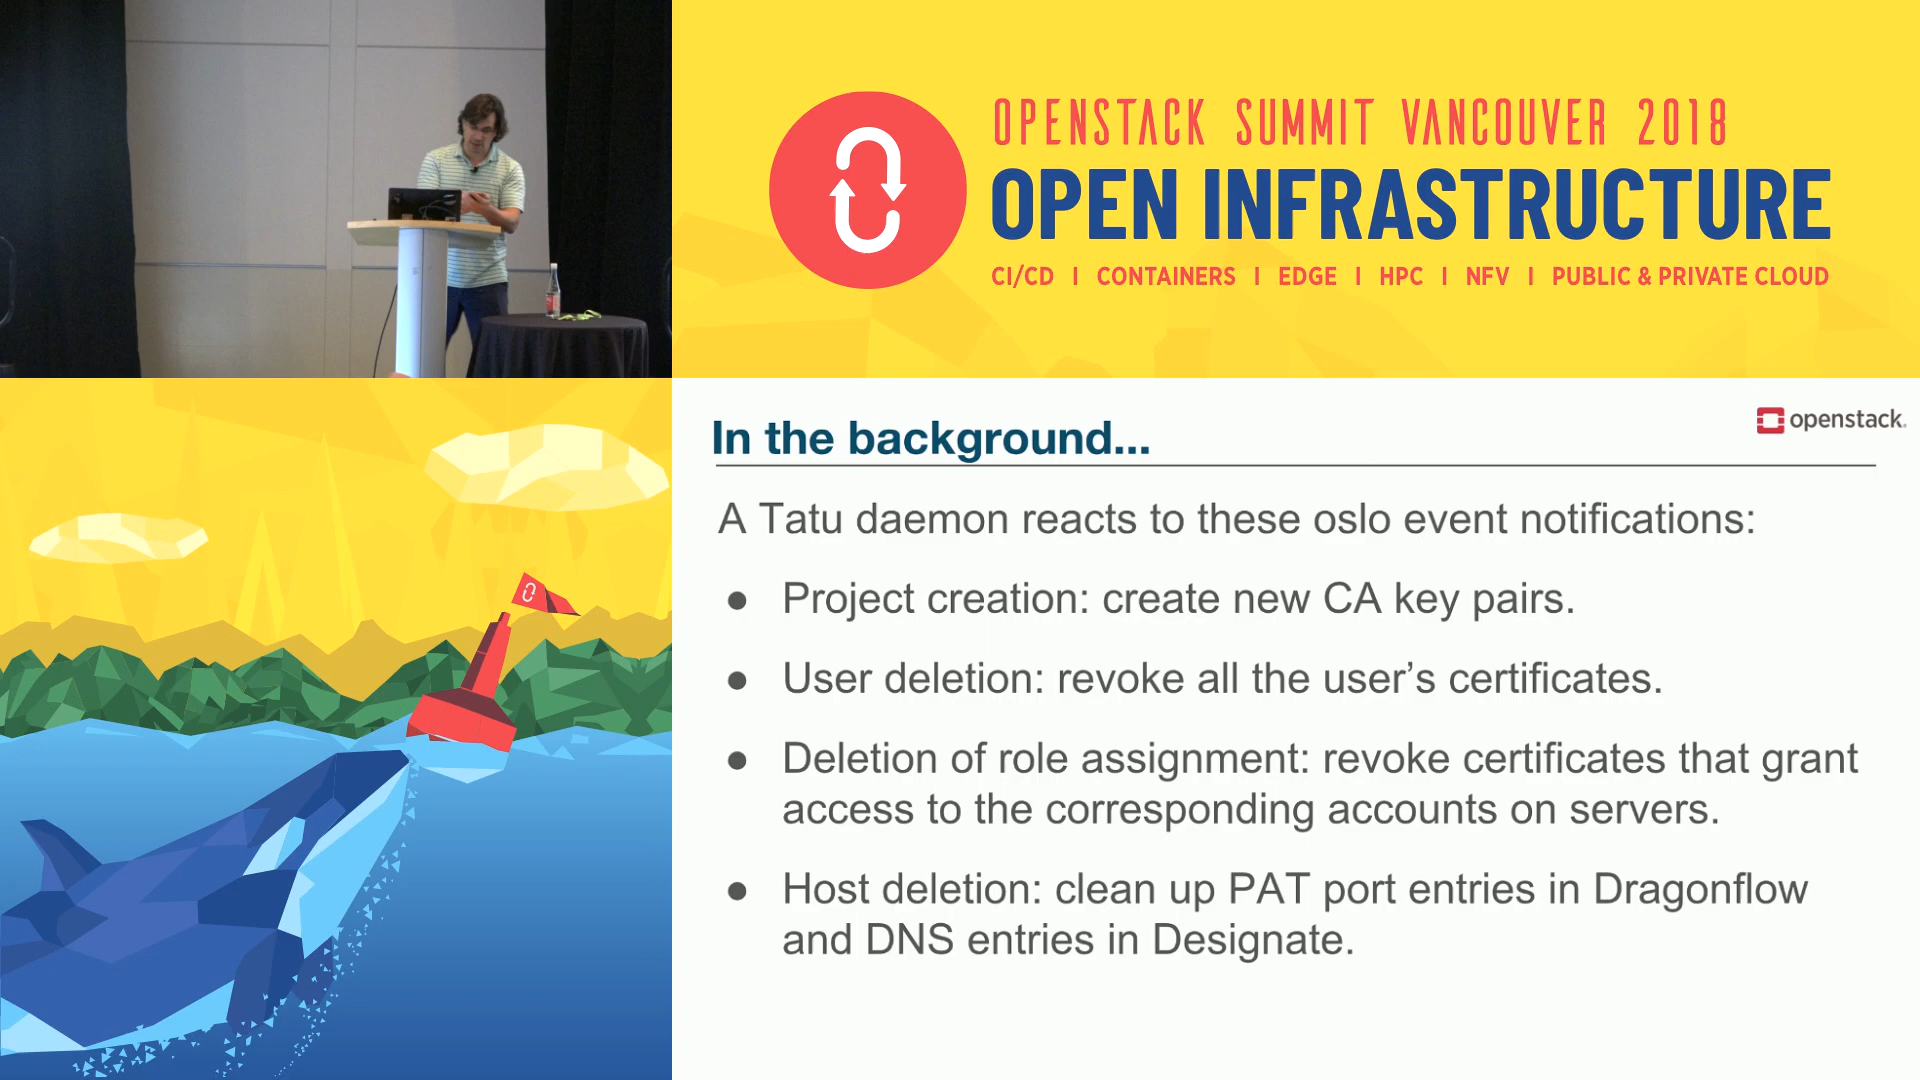 OPENSTACK SUMMIT VANCOUVER 2018
OPEN INFRASTRUCTURE
CI/CD | CONTAINERS | EDGE | HPC | NFV | PUBLIC & PRIVATE CLOUD
openstack.
In the background...
A Tatu daemon reacts to these oslo event notifications:
● Project creation: create new CA key pairs.
● User deletion: revoke all the user’s certificates.
● Deletion of role assignment: revoke certificates that grant
access to the corresponding accounts on servers.
● Host deletion: clean up PAT port entries in Dragonflow
and DNS entries in Designate.